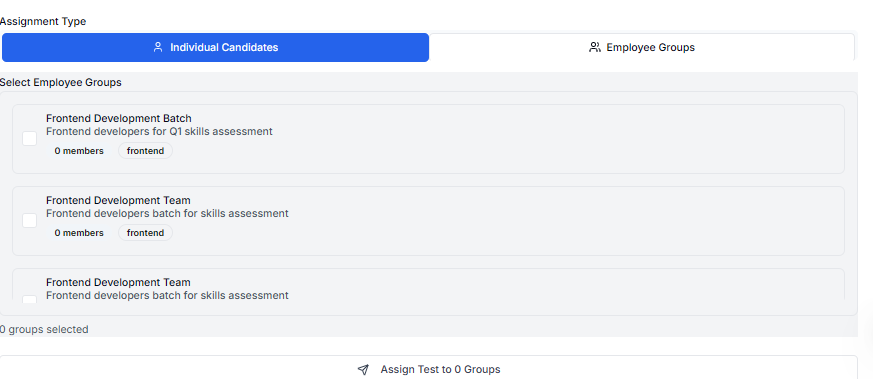 Assignment Type
Individual Candidates
Employee Groups
Select Employee Groups
Frontend Development Batch
Frontend developers for Q1 skills assessment
0 members frontend
Frontend Development Team
Frontend developers batch for skills assessment
0 members frontend
Frontend Development Team
Frontend developers batch for skills assessment
0 groups selected
Assign Test to 0 Groups